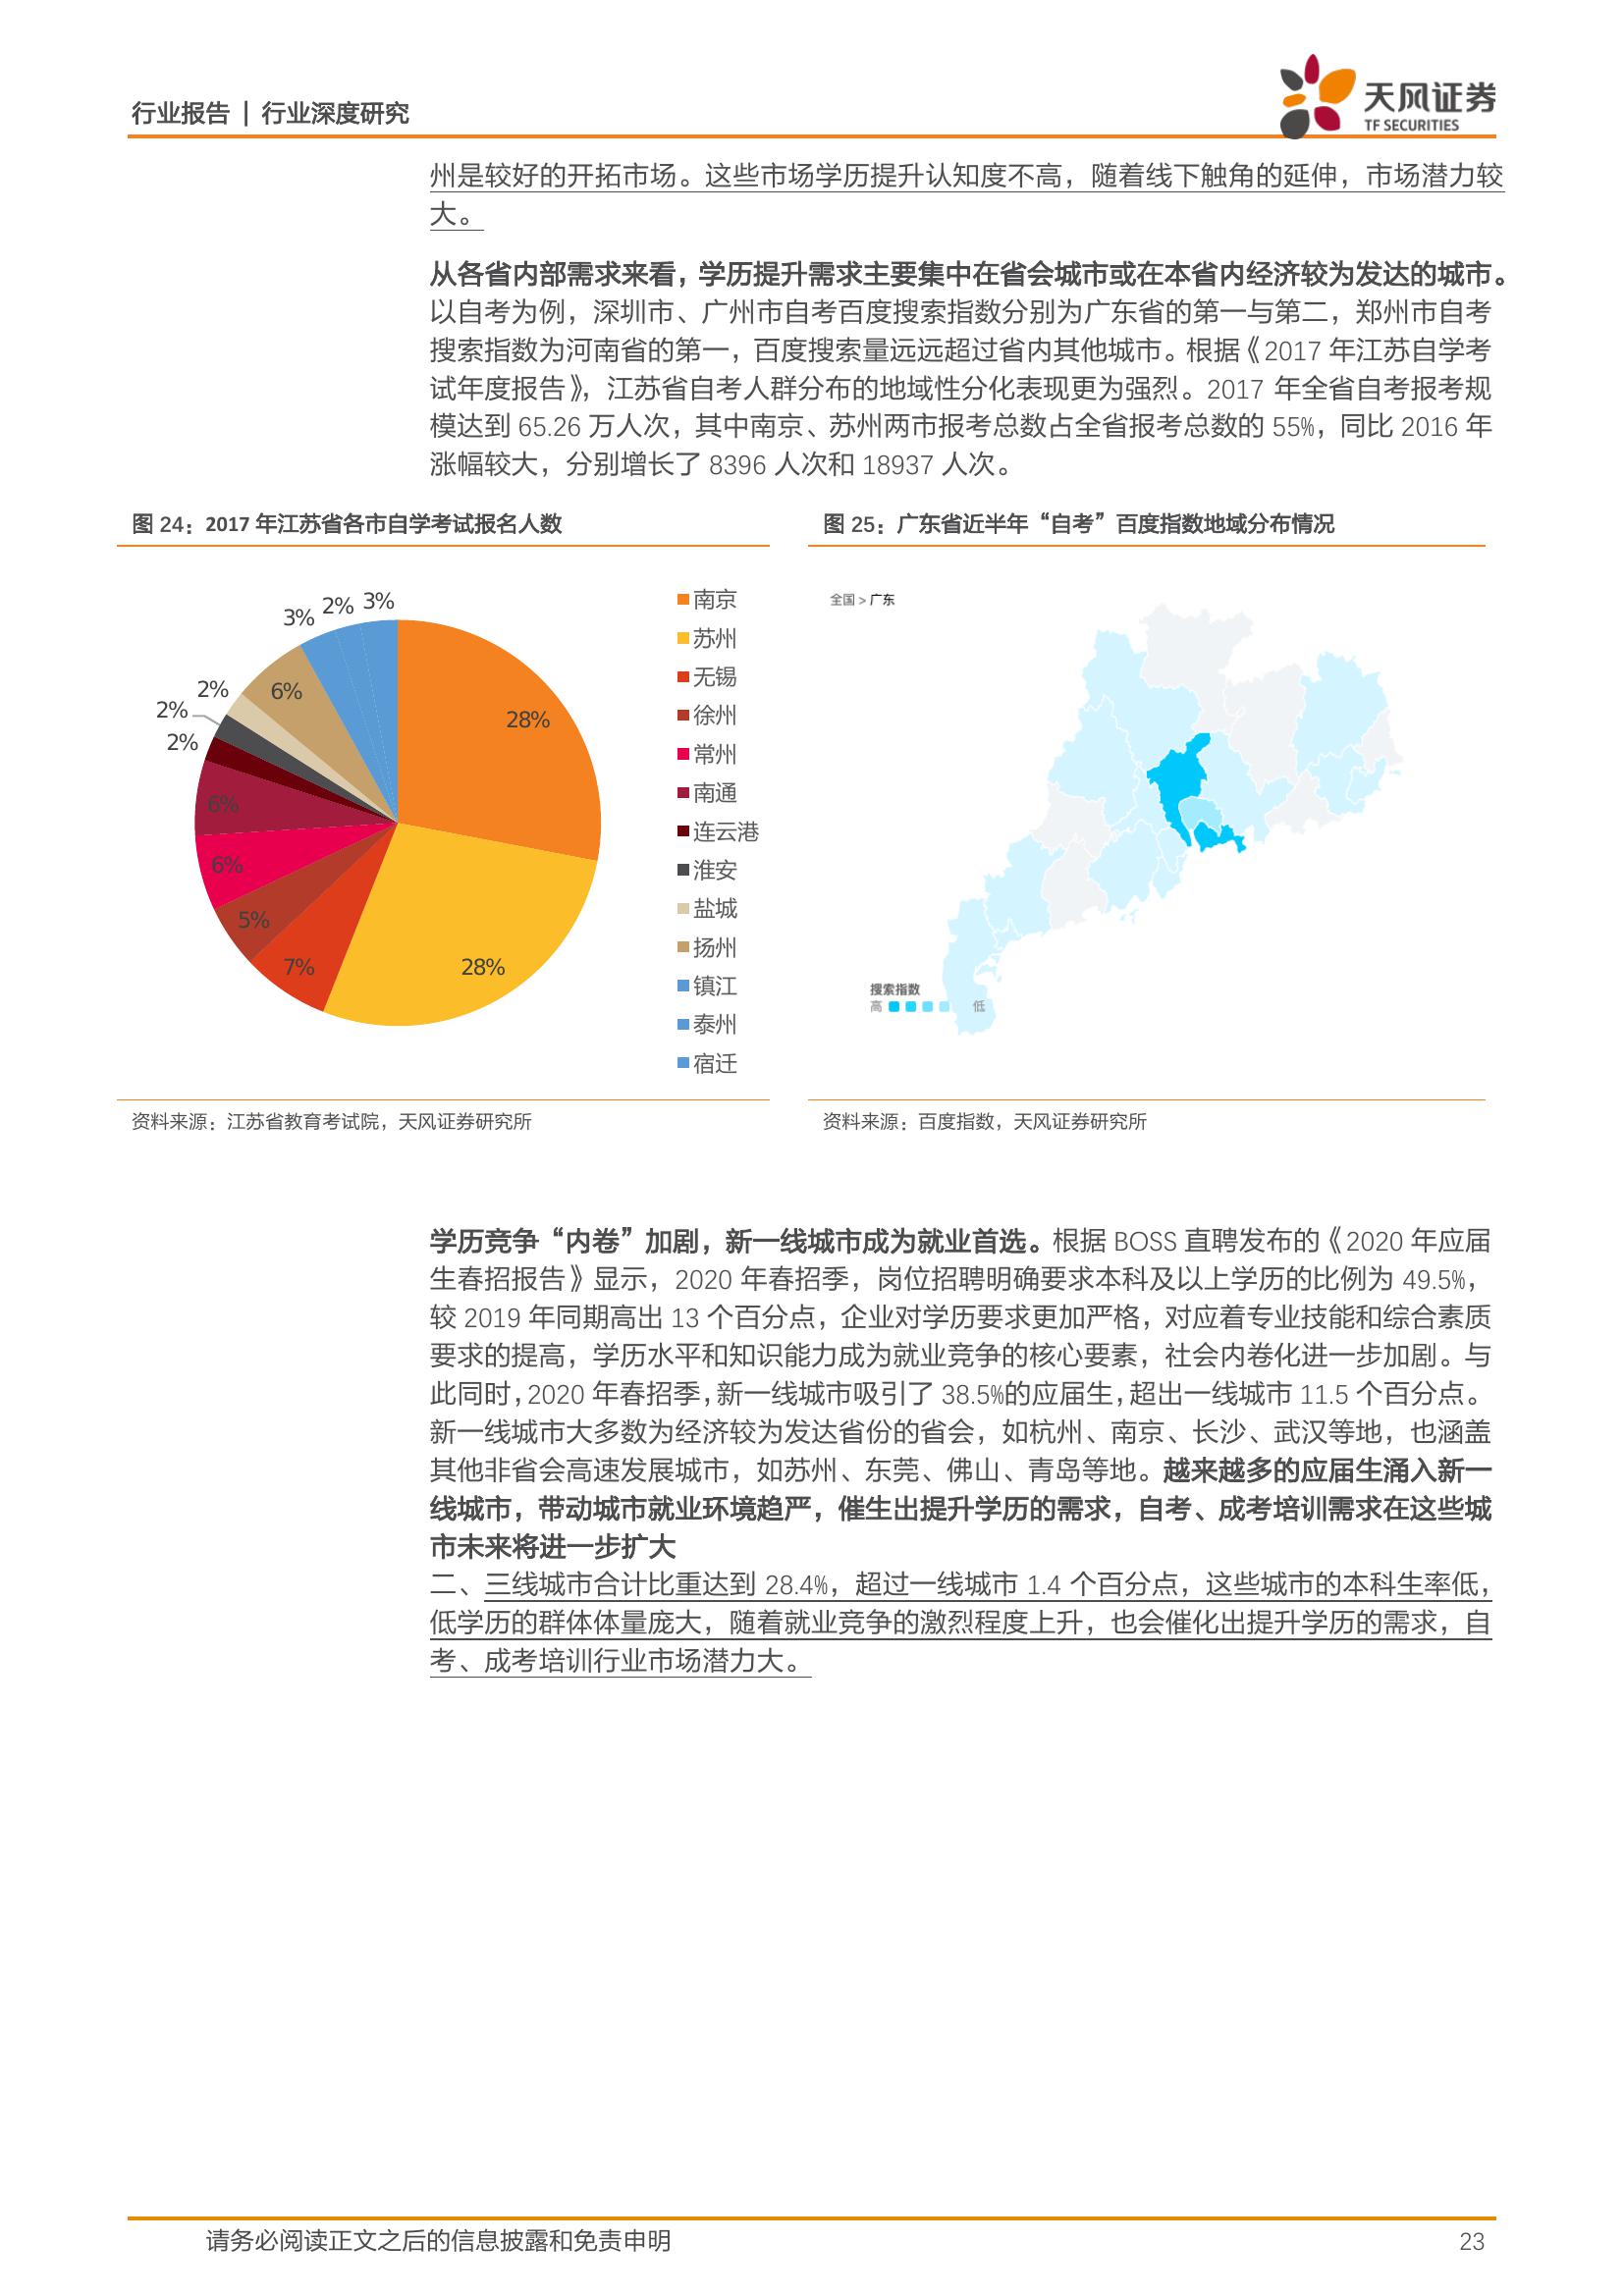 行业报告 | 行业深度研究
天风证券
TF SECURITIES
州是较好的开拓市场。这些市场学历提升认知度不高，随着线下触角的延伸，市场潜力较
大。
从各省内部需求来看，学历提升需求主要集中在省会城市或在本省内经济较为发达的城市。
以自考为例，深圳市、广州市自考百度搜索指数分别为广东省的第一与第二，郑州市自考
搜索指数为河南省的第一，百度搜索量远远超过省内其他城市。根据《2017 年江苏自学考
试年度报告》，江苏省自考人群分布的地域性分化表现更为强烈。2017 年全省自考报考规
模达到 65.26 万人次，其中南京、苏州两市报考总数占全省报考总数的 55%，同比 2016 年
涨幅较大，分别增长了 8396 人次和 18937 人次。
图 24：2017 年江苏省各市自学考试报名人数
28%
28%
7%
5%
6%
6%
2%
2%
2%
6%
3%
2%
3%
南京
苏州
无锡
徐州
常州
南通
连云港
淮安
盐城
扬州
镇江
泰州
宿迁
资料来源：江苏省教育考试院，天风证券研究所
图 25：广东省近半年“自考”百度指数地域分布情况
全国 > 广东
搜索指数
高 低
资料来源：百度指数，天风证券研究所
学历竞争“内卷”加剧，新一线城市成为就业首选。根据 BOSS 直聘发布的《2020 年应届
生春招报告》显示，2020 年春招季，岗位招聘明确要求本科及以上学历的比例为 49.5%，
较 2019 年同期高出 13 个百分点，企业对学历要求更加严格，对应着专业技能和综合素质
要求的提高，学历水平和知识能力成为就业竞争的核心要素，社会内卷化进一步加剧。与
此同时，2020 年春招季，新一线城市吸引了 38.5%的应届生，超出一线城市 11.5 个百分点。
新一线城市大多数为经济较为发达省份的省会，如杭州、南京、长沙、武汉等地，也涵盖
其他非省会高速发展城市，如苏州、东莞、佛山、青岛等地。越来越多的应届生涌入新一
线城市，带动城市就业环境趋严，催生出提升学历的需求，自考、成考培训需求在这些城
市未来将进一步扩大
二、三线城市合计比重达到 28.4%，超过一线城市 1.4 个百分点，这些城市的本科生率低，
低学历的群体体量庞大，随着就业竞争的激烈程度上升，也会催化出提升学历的需求，自
考、成考培训行业市场潜力大。
请务必阅读正文之后的信息披露和免责申明
23